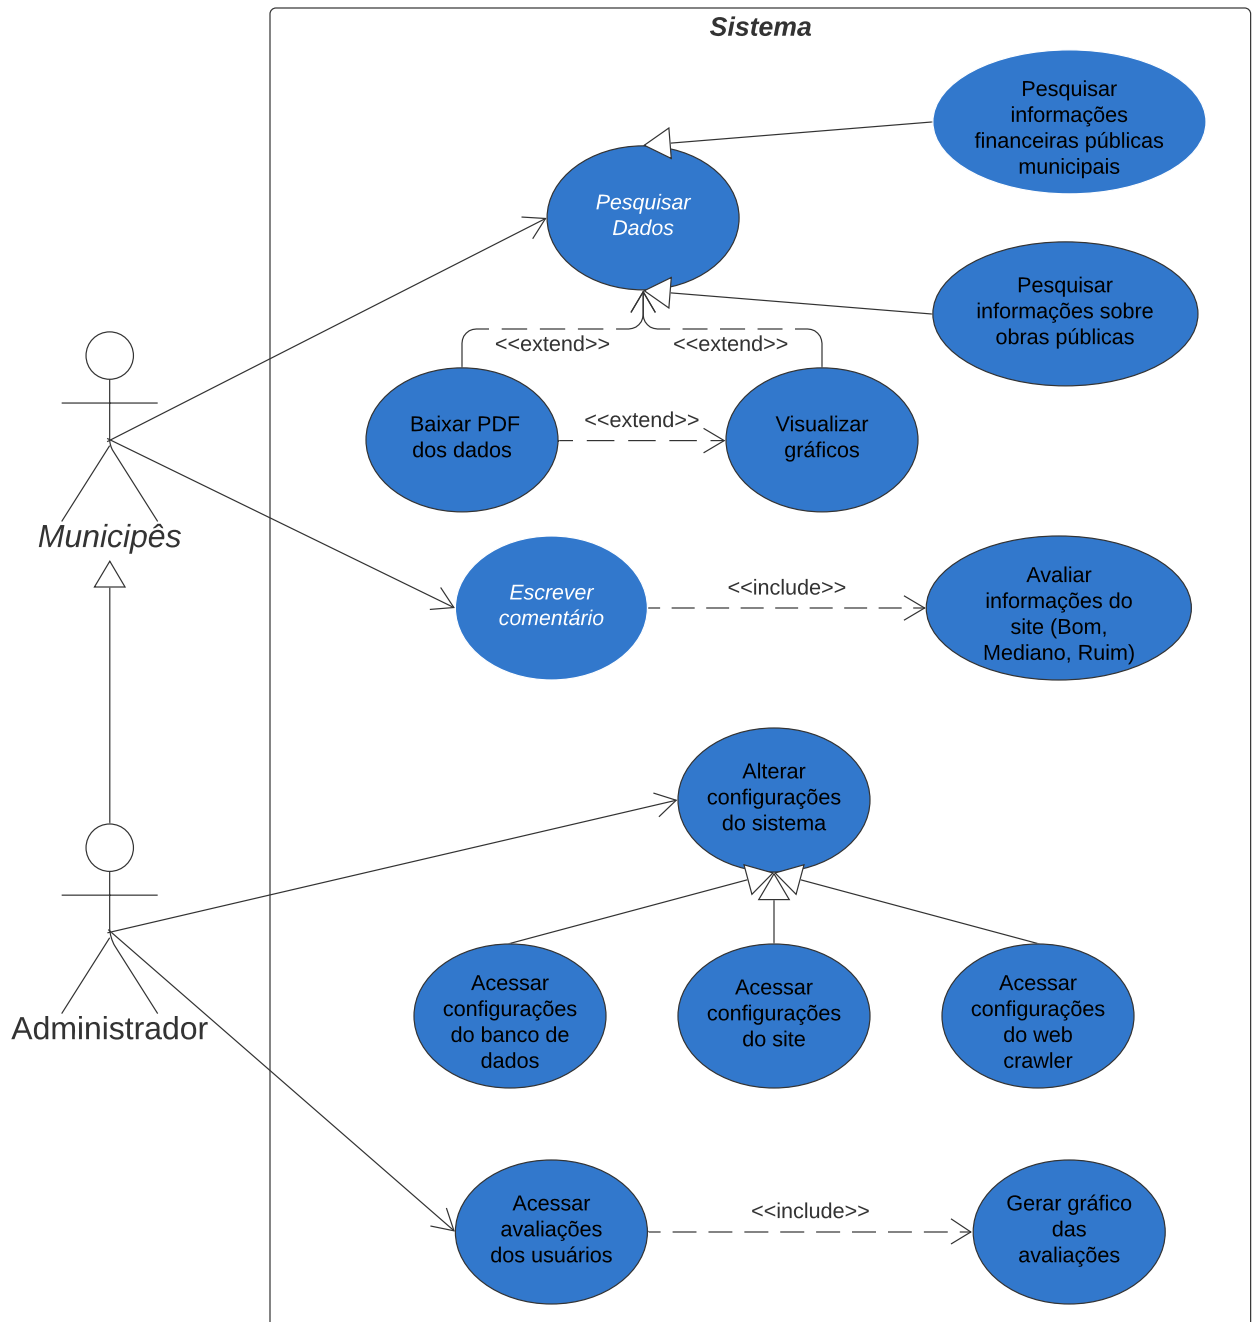 Sistema
Pesquisar
informações
financeiras públicas
municipais
Pesquisar
Dados
Pesquisar
informações sobre
obras públicas
<<extend>>
<<extend>>
Baixar PDF
dos dados
<<extend>>
Visualizar
gráficos
Municipês
Escrever
comentário
<<include>>
Avaliar
informações do
site (Bom,
Mediano, Ruim)
Alterar
configurações
do sistema
Administrador
Acessar
configurações
do banco de
dados
Acessar
configurações
do site
Acessar
configurações
do web
crawler
Acessar
avaliações
dos usuários
<<include>>
Gerar gráfico
das
avaliações